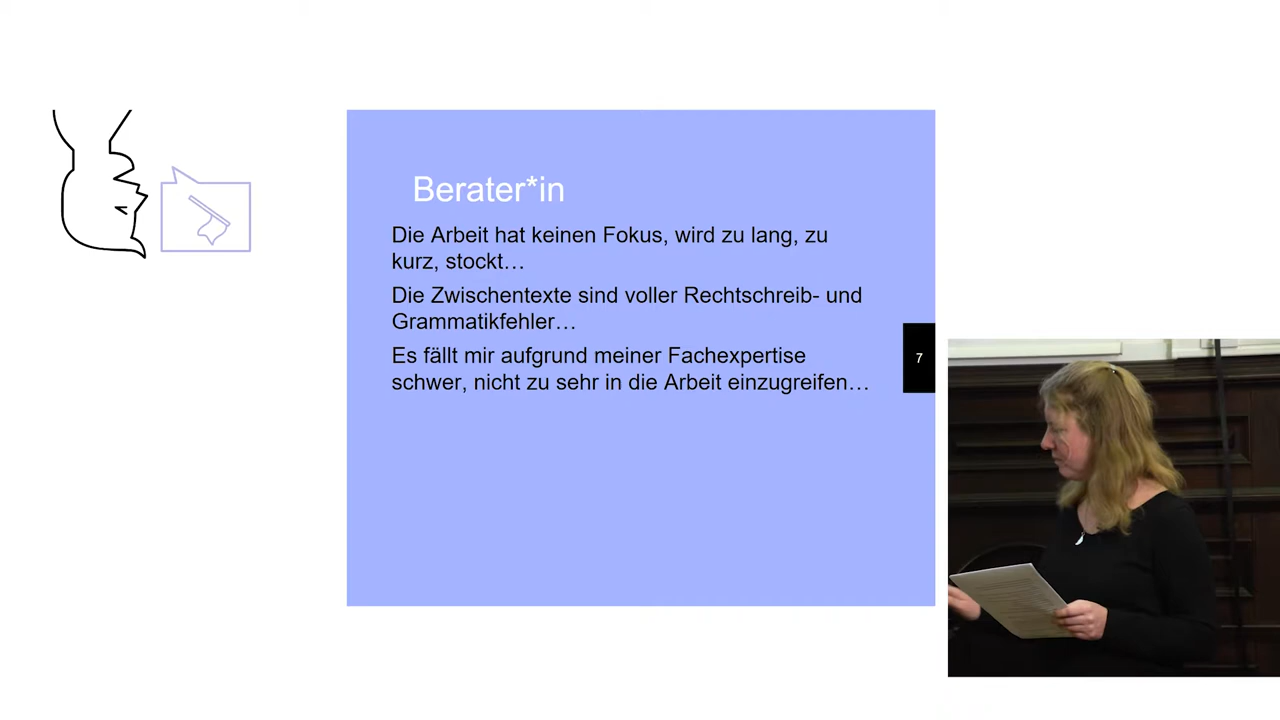 Berater*in
Die Arbeit hat keinen Fokus, wird zu lang, zu
kurz, stockt…
Die Zwischentexte sind voller Rechtschreib- und
Grammatikfehler…
Es fällt mir aufgrund meiner Fachexpertise
schwer, nicht zu sehr in die Arbeit einzugreifen…
7